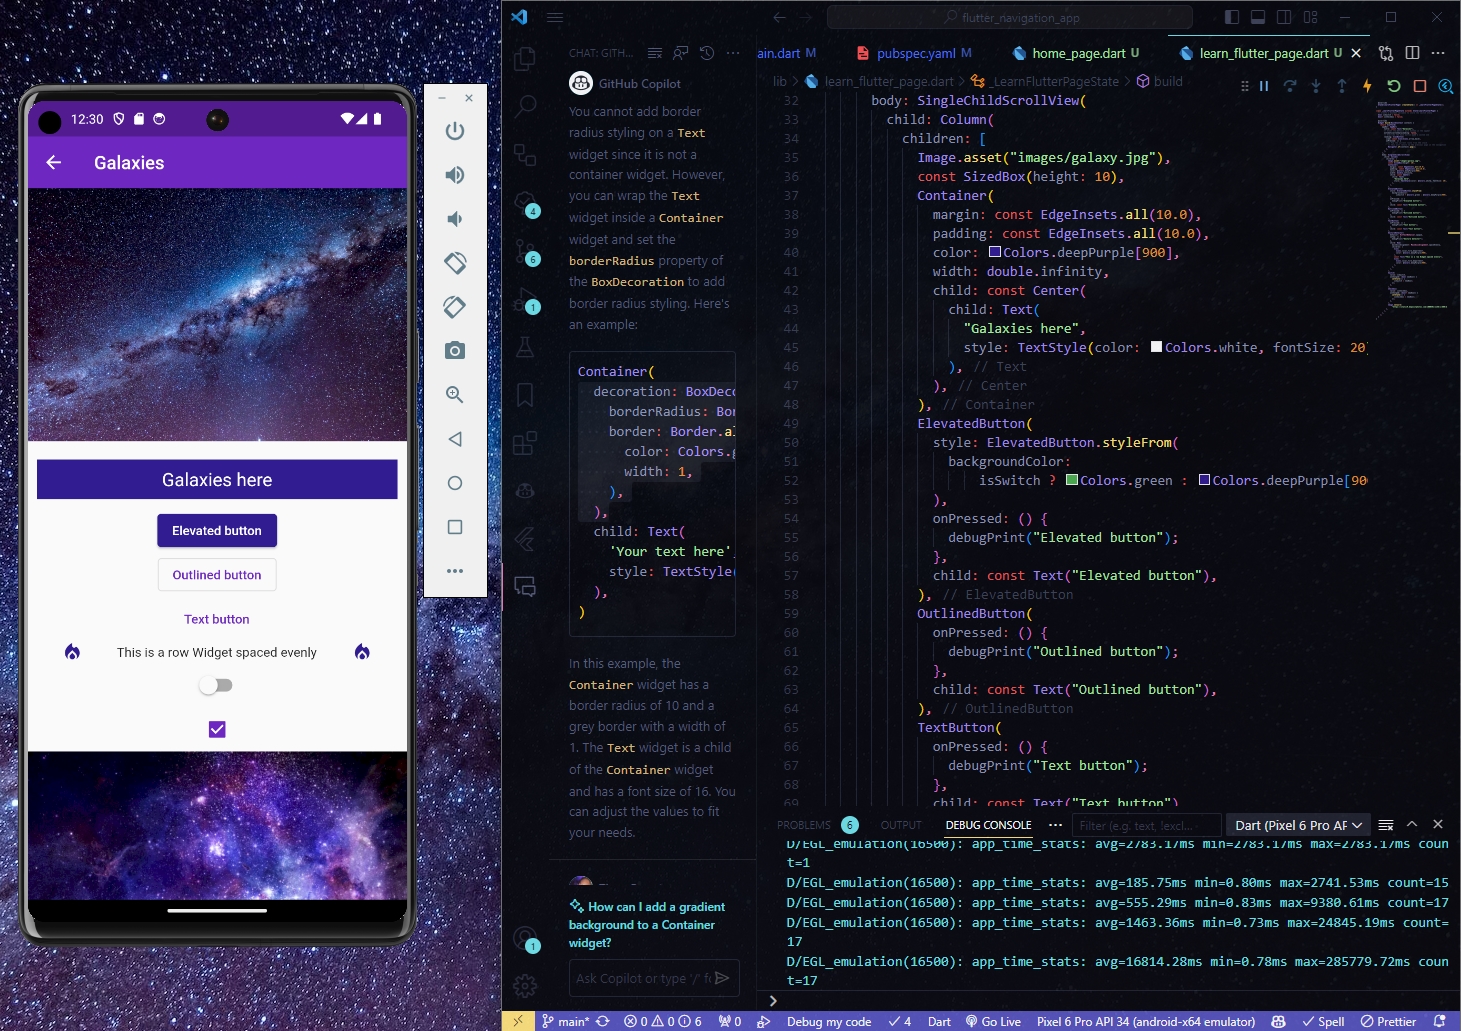 12:30
Galaxies
Galaxies here
Elevated button
Outlined button
Text button
This is a row Widget spaced evenly
flutter_navigation_app
CHAT: GITH...
GitHub Copilot
You cannot add border
radius styling on a Text
widget since it is not a
container widget. However,
you can wrap the Text
widget inside a Container
widget and set the
borderRadius property of
the BoxDecoration to add
border radius styling. Here's
an example:
Container(
decoration: BoxDeco
borderRadius: Bor
border: Border.al
color: Colors.g
width: 1,
),
),
child: Text(
'Your text here'
style: TextStyle(
),
)
In this example, the
Container widget has a
border radius of 10 and a
grey border with a width of
1. The Text widget is a child
of the Container widget
and has a font size of 16. You
can adjust the values to fit
your needs.
How can I add a gradient
background to a Container
widget?
Ask Copilot or type '/' f
4
6
1
1
ain.dart M pubspec.yaml M home_page.dart U learn_flutter_page.dart U
lib > learn_flutter_page.dart > _LearnFlutterPageState > build
32 body: SingleChildScrollView(
33 child: Column(
34 children: [
35 Image.asset("images/galaxy.jpg"),
36 const SizedBox(height: 10),
37 Container(
38 margin: const EdgeInsets.all(10.0),
39 padding: const EdgeInsets.all(10.0),
40 color: Colors.deepPurple[900],
41 width: double.infinity,
42 child: const Center(
43 child: Text(
44 "Galaxies here",
45 style: TextStyle(color: Colors.white, fontSize: 20
46 ), // Text
47 ), // Center
48 ), // Container
49 ElevatedButton(
50 style: ElevatedButton.styleFrom(
51 backgroundColor:
52 isSwitch ? Colors.green : Colors.deepPurple[90
53 ),
54 onPressed: () {
55 debugPrint("Elevated button");
56 },
57 child: const Text("Elevated button"),
58 ), // ElevatedButton
59 OutlinedButton(
60 onPressed: () {
61 debugPrint("Outlined button");
62 },
63 child: const Text("Outlined button"),
64 ), // OutlinedButton
65 TextButton(
66 onPressed: () {
67 debugPrint("Text button");
68 },
69 child: const Text("Text button")
PROBLEMS 6 OUTPUT DEBUG CONSOLE ... Filter (e.g. text, !excl... Dart (Pixel 6 Pro AF
D/EGL_emulation(16500): app_time_stats: avg=2783.17ms min=2783.17ms max=2783.17ms coun
t=1
D/EGL_emulation(16500): app_time_stats: avg=185.75ms min=0.80ms max=2741.53ms count=15
D/EGL_emulation(16500): app_time_stats: avg=555.29ms min=0.83ms max=9380.61ms count=17
D/EGL_emulation(16500): app_time_stats: avg=1463.36ms min=0.73ms max=24845.19ms count=
17
D/EGL_emulation(16500): app_time_stats: avg=16814.28ms min=0.78ms max=285779.72ms coun
t=17
main* 0 0 6 0 Debug my code 4 Dart Go Live Pixel 6 Pro API 34 (android-x64 emulator) Spell Prettier